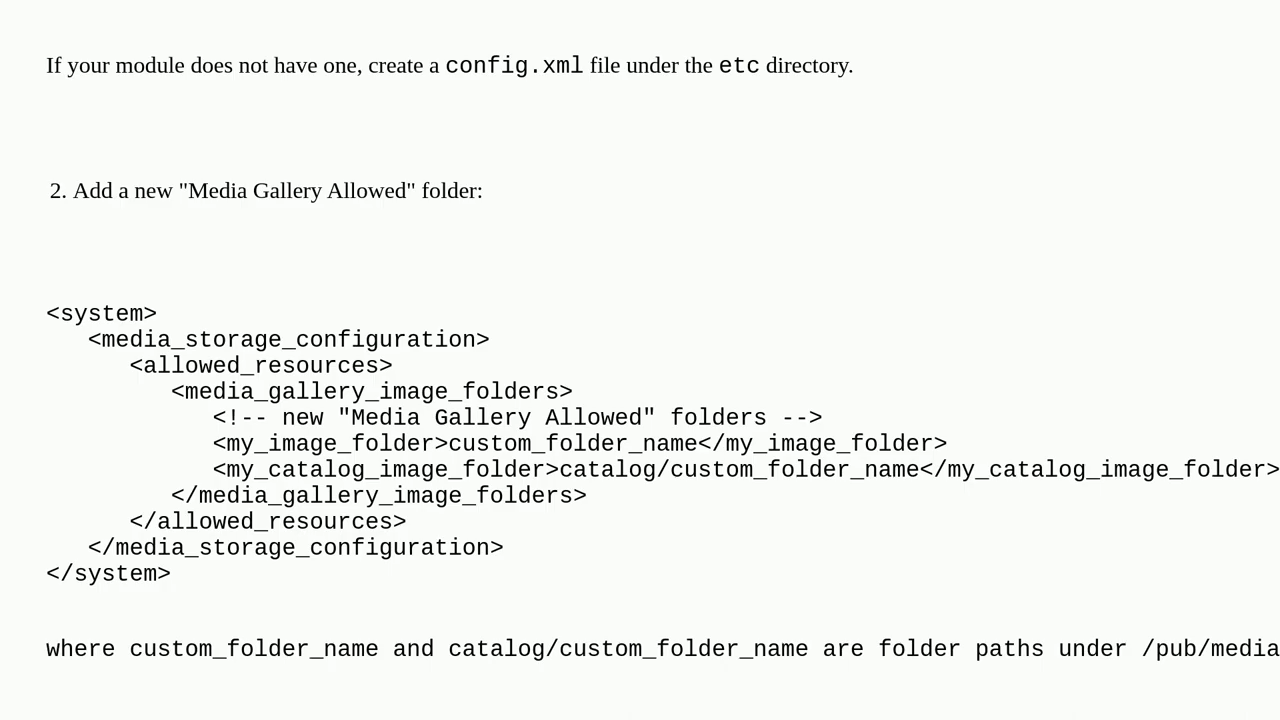 If your module does not have one, create a config.xml file under the etc directory.
2. Add a new "Media Gallery Allowed" folder:
<system>
   <media_storage_configuration>
      <allowed_resources>
         <media_gallery_image_folders>
            <!-- new "Media Gallery Allowed" folders -->
            <my_image_folder>custom_folder_name</my_image_folder>
            <my_catalog_image_folder>catalog/custom_folder_name</my_catalog_image_folder>
         </media_gallery_image_folders>
      </allowed_resources>
   </media_storage_configuration>
</system>
where custom_folder_name and catalog/custom_folder_name are folder paths under /pub/media